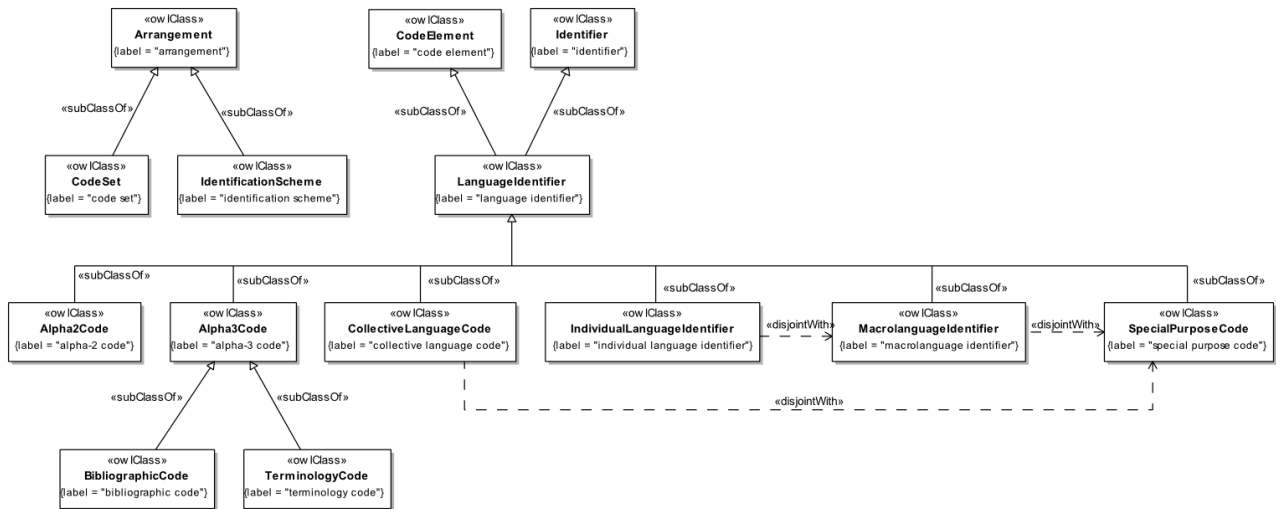 «owlClass»
Arrangement
{label = "arrangement"}
«owlClass»
CodeElement
{label = "code element"}
«owlClass»
Identifier
{label = "identifier"}
«subClassOf»
«subClassOf»
«subClassOf»
«subClassOf»
«owlClass»
CodeSet
{label = "code set"}
«owlClass»
IdentificationScheme
{label = "identification scheme"}
«owlClass»
LanguageIdentifier
{label = "language identifier"}
«subClassOf»
«subClassOf»
«subClassOf»
«subClassOf»
«subClassOf»
«subClassOf»
«owlClass»
Alpha2Code
{label = "alpha-2 code"}
«owlClass»
Alpha3Code
{label = "alpha-3 code"}
«owlClass»
CollectiveLanguageCode
{label = "collective language code"}
«owlClass»
IndividualLanguageIdentifier
{label = "individual language identifier"}
«disjointWith»
«owlClass»
MacrolanguageIdentifier
{label = "macrolanguage identifier"}
«disjointWith»
«owlClass»
SpecialPurposeCode
{label = "special purpose code"}
«subClassOf»
«subClassOf»
«disjointWith»
«owlClass»
BibliographicCode
{label = "bibliographic code"}
«owlClass»
TerminologyCode
{label = "terminology code"}